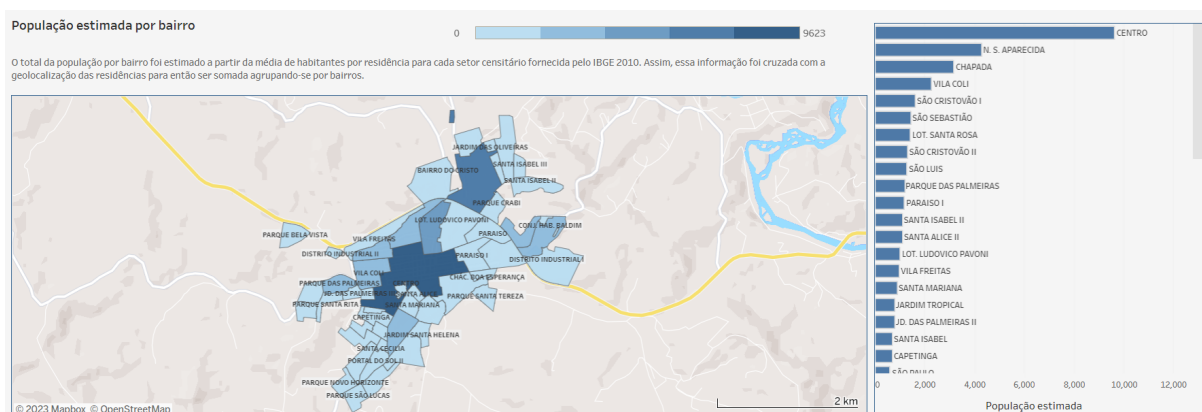 População estimada por bairro
0
9623
O total da população por bairro foi estimado a partir da média de habitantes por residência para cada setor censitário fornecida pelo IBGE 2010. Assim, essa informação foi cruzada com a
geolocalização das residências para então ser somada agrupando-se por bairros.
JARDIM DAS OLIVEIRAS
SANTA ISABEL III
BAIRRO DO CRISTO
SANTA ISABEL II
PARQUE CRABI
LOT. LUDOVICO PAVONI
CONJ. HAB. BALDIM
PARQUE BELA VISTA
VILA FREITAS
PARAISO
DISTRITO INDUSTRIAL II
PARAISO I
DISTRITO INDUSTRIAL I
VILA COLI
CHAC. BOA ESPERANÇA
PARQUE DAS PALMEIRAS
CENTRO
JD. DAS PALMEIRAS
SANTA ALICE
PARQUE SANTA TEREZA
PARQUE SANTA RITA
SANTA MARIANA
CAPETINGA
JARDIM SANTA HELENA
SANTA CECILIA
PORTAL DO SOL II
PARQUE NOVO HORIZONTE
PARQUE SÃO LUCAS
© 2023 Mapbox © OpenStreetMap
2 km
CENTRO
N. S. APARECIDA
CHAPADA
VILA COLI
SÃO CRISTOVÃO I
SÃO SEBASTIÃO
LOT. SANTA ROSA
SÃO CRISTOVÃO II
SÃO LUIS
PARQUE DAS PALMEIRAS
PARAISO I
SANTA ISABEL II
SANTA ALICE II
LOT. LUDOVICO PAVONI
VILA FREITAS
SANTA MARIANA
JARDIM TROPICAL
JD. DAS PALMEIRAS II
SANTA ISABEL
CAPETINGA
SÃO PAULO
0 2,000 4,000 6,000 8,000 10,000 12,000
População estimada